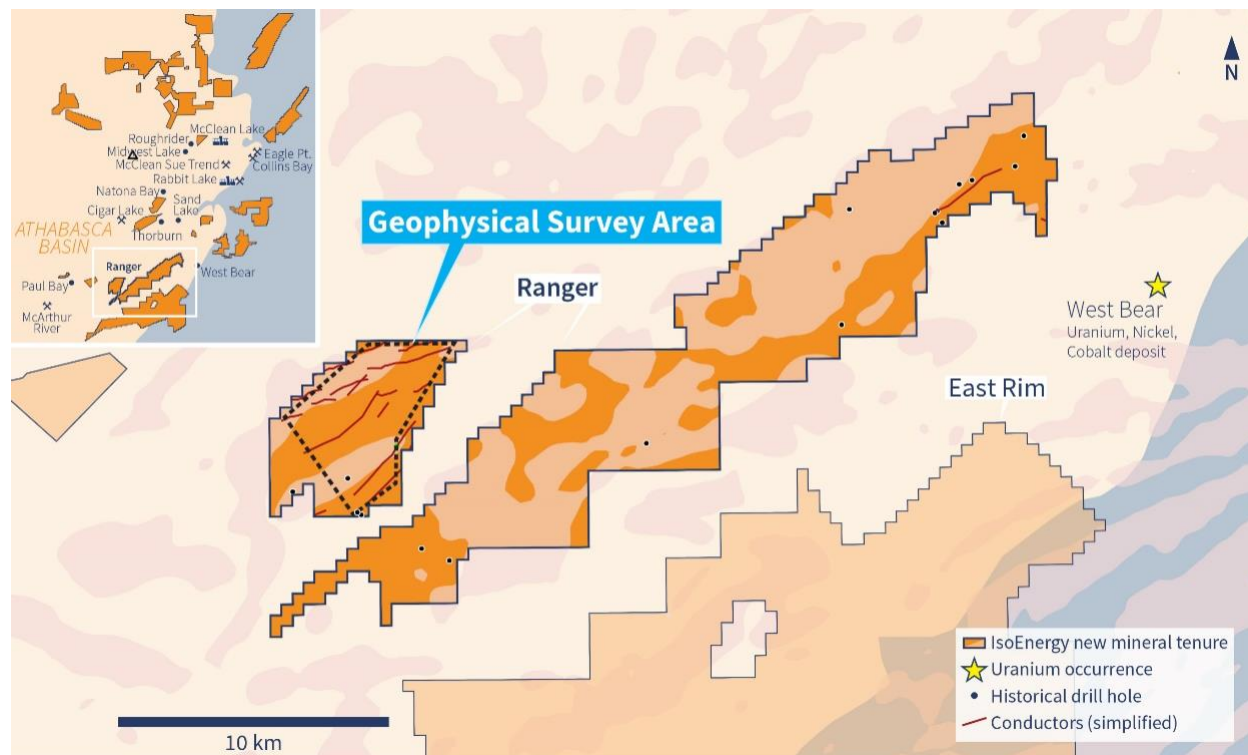 McClean Lake
Roughrider
Midwest Lake
McClean Sue Trend
Eagle Pt.
Collins Bay
Rabbit Lake
Natona Bay
Sand
Lake
Cigar Lake
Thorburn
ATHABASCA
BASIN
Ranger
West Bear
Paul Bay
McArthur
River
N
Geophysical Survey Area
Ranger
West Bear
Uranium, Nickel,
Cobalt deposit
East Rim
IsoEnergy new mineral tenure
Uranium occurrence
Historical drill hole
Conductors (simplified)
10 km